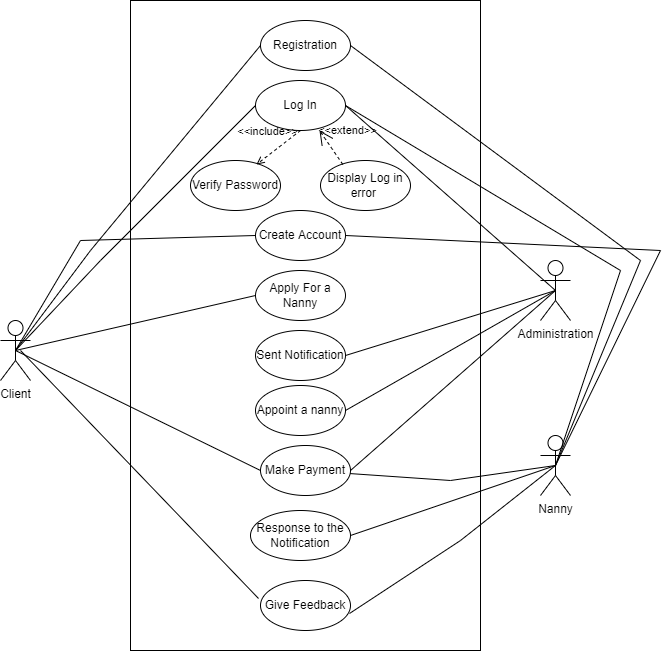 Registration
Log In
<<include>>
<<extend>>
Verify Password
Display Log in
error
Create Account
Apply For a
Nanny
Administration
Sent Notification
Client
Appoint a nanny
Make Payment
Nanny
Response to the
Notification
Give Feedback